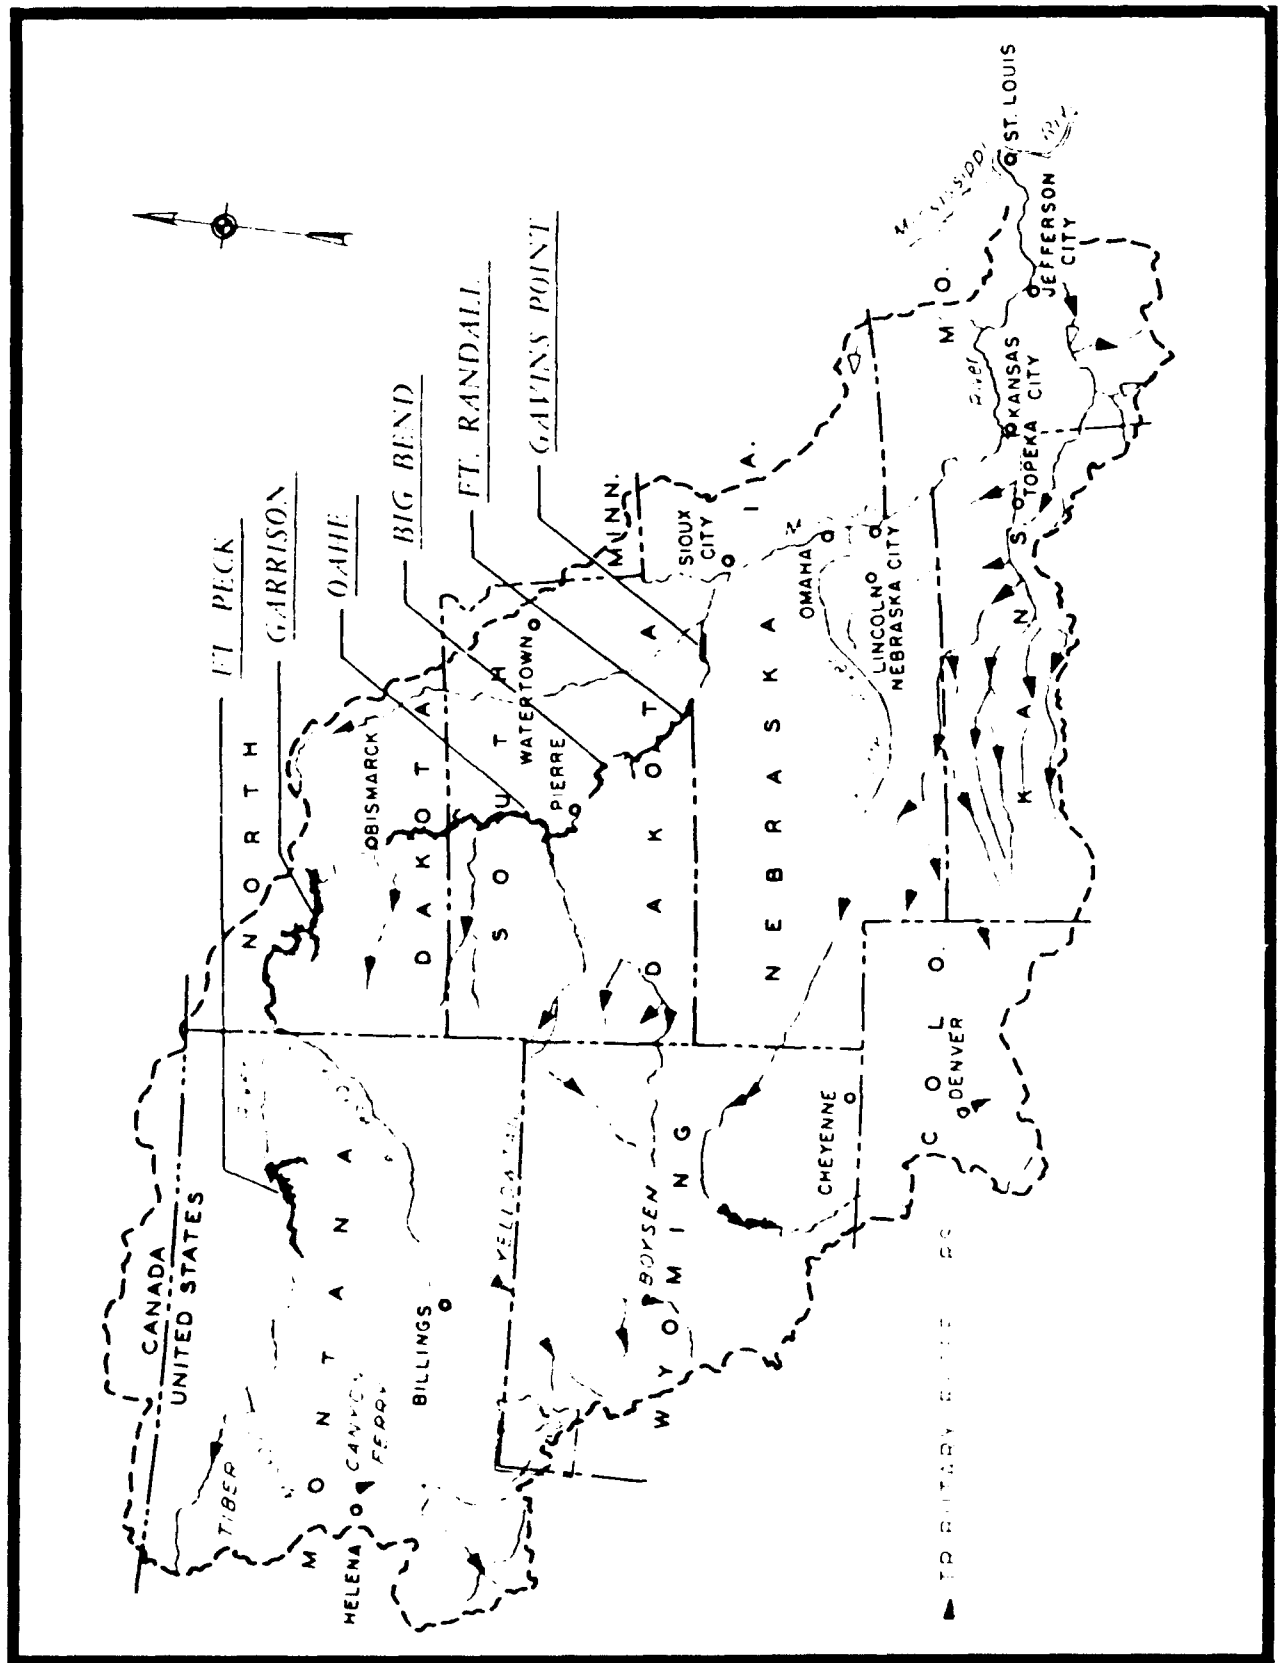 CANADA
UNITED STATES
FT PECK
GARRISON
OAHE
BIG BEND
FT. RANDALL
GAVINS POINT
NORTH
DAKOTA
SOUTH
DAKOTA
MONTANA
WYOMING
NEBRASKA
COLO.
KANSAS
MINN.
IA.
MO.
TIBER
HELENA
CANYON
FERRY
BILLINGS
BOYSEN
BISMARCK
WATERTOWN
PIERRE
SIOUX
CITY
OMAHA
LINCOLN
NEBRASKA CITY
CHEYENNE
DENVER
TOPEKA
KANSAS
CITY
River
JEFFERSON
CITY
ST. LOUIS
TRIBUTARY